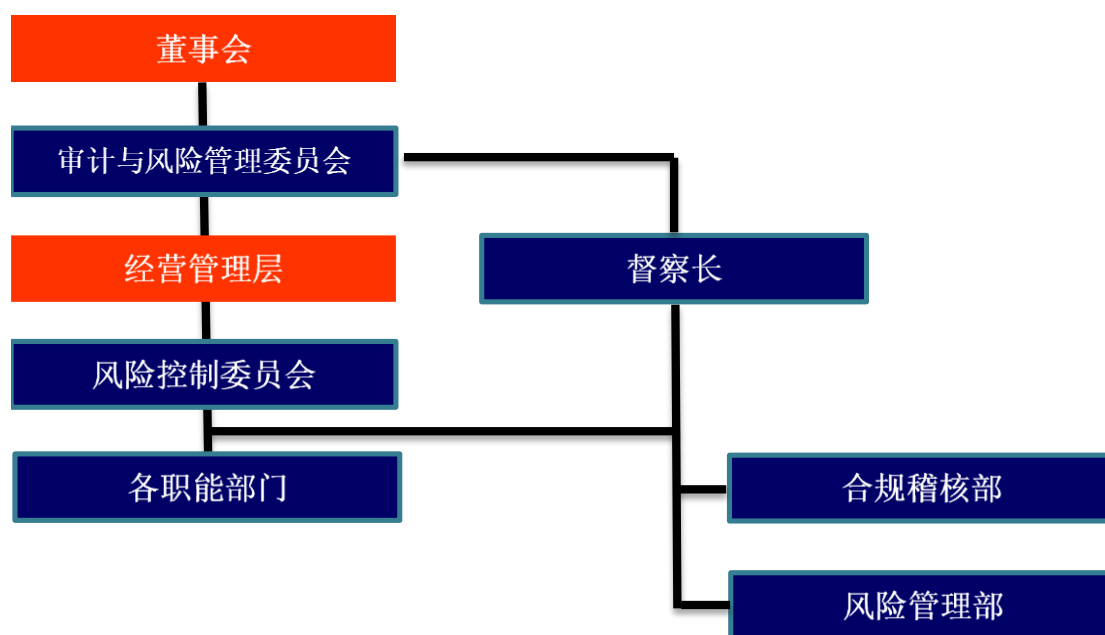 董事会
审计与风险管理委员会
经营管理层
督察长
风险控制委员会
各职能部门
合规稽核部
风险管理部